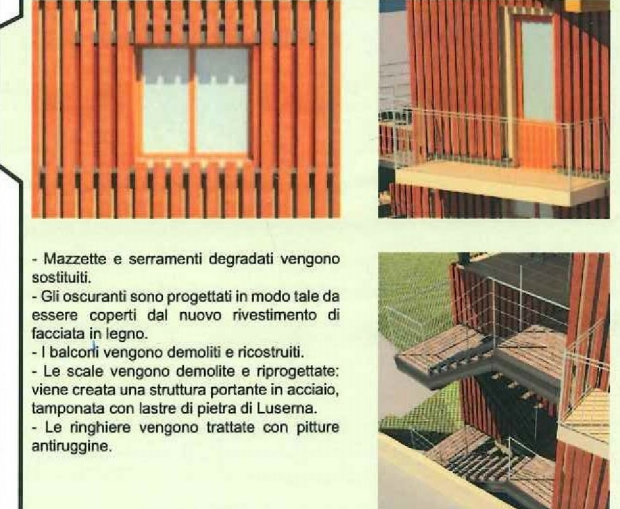 - Mazzette e serramenti degradati vengono
sostituiti.
- Gli oscuranti sono progettati in modo tale da
essere coperti dal nuovo rivestimento di
facciata in legno.
- I balconi vengono demoliti e ricostruiti.
- Le scale vengono demolite e riprogettate:
viene creata una struttura portante in acciaio,
tamponata con lastre di pietra di Luserna.
- Le ringhiere vengono trattate con pitture
antiruggine.